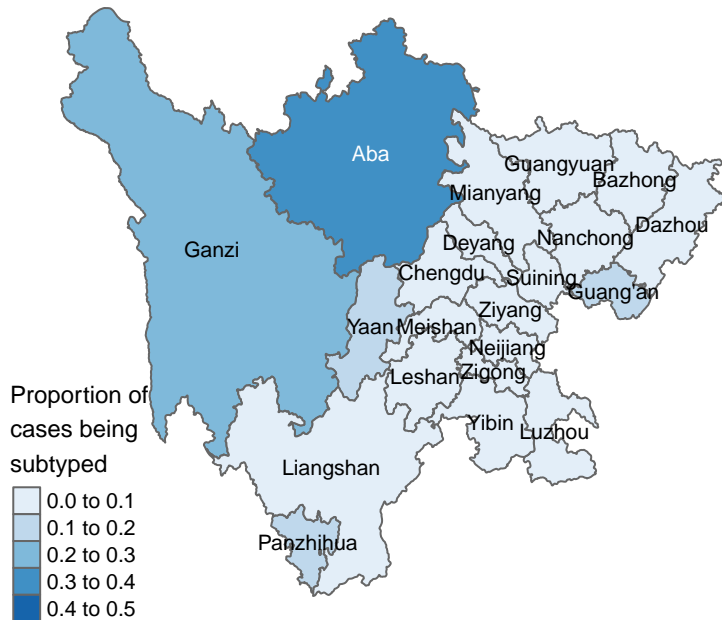 Aba
Guangyuan
Bazhong
Mianyang
Dazhou
Ganzi
Deyang
Nanchong
Chengdu
Suining
Guang'an
Ziyang
Yaan
Meishan
Neijiang
Leshan
Zigong
Yibin
Luzhou
Liangshan
Panzhihua
Proportion of
cases being
subtyped
0.0 to 0.1
0.1 to 0.2
0.2 to 0.3
0.3 to 0.4
0.4 to 0.5